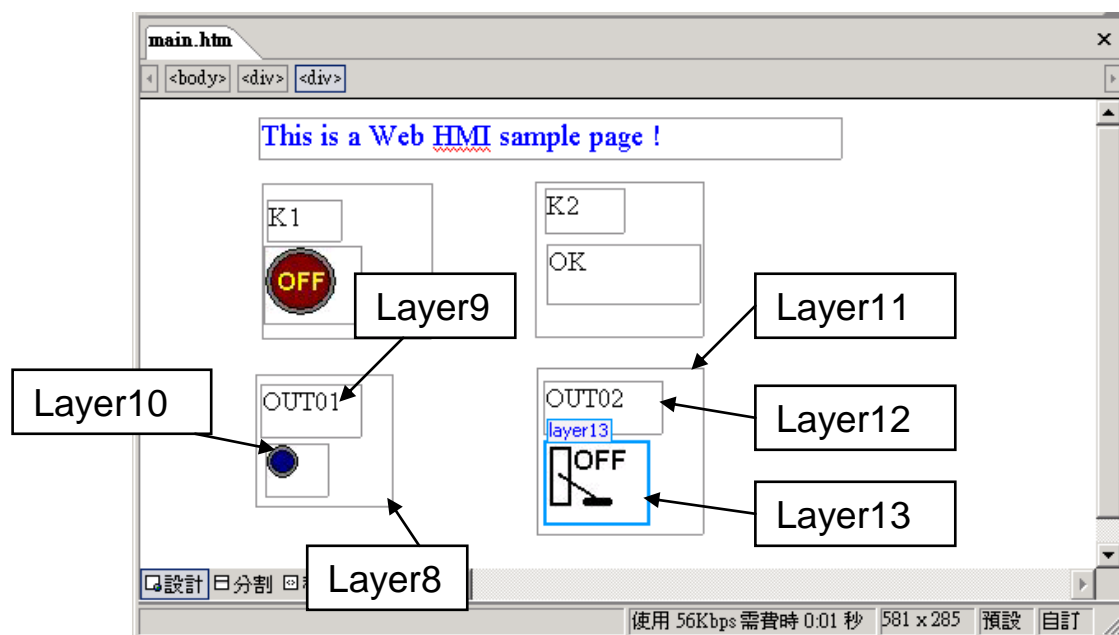 main.htm
<body> <div> <div>
This is a Web HMI sample page !
K1
K2
OFF
OK
Layer9
Layer11
Layer10
OUT01
OUT02
Layer12
layer13
OFF
Layer13
Layer8
設計 分割
使用 56Kbps 需費時 0:01 秒 581 x 285 預設 自訂